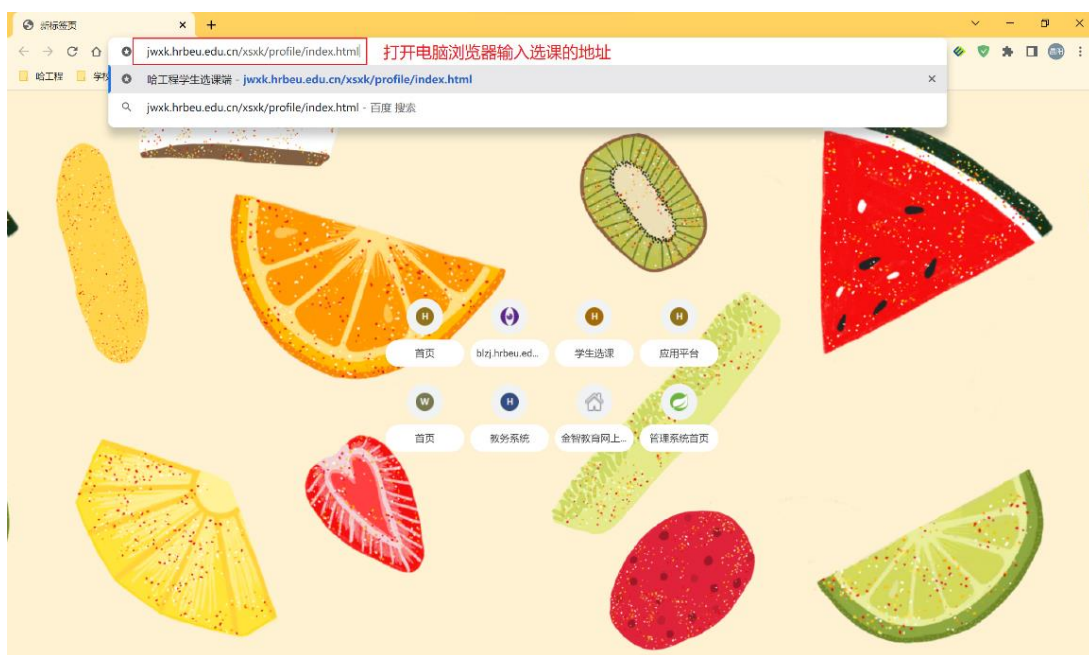 新标签页
jwxk.hrbeu.edu.cn/xsxk/profile/index.html 打开电脑浏览器输入选课的地址
哈工程 学校
哈工程学生选课端 - jwxk.hrbeu.edu.cn/xsxk/profile/index.html
jwxk.hrbeu.edu.cn/xsxk/profile/index.html - 百度 搜索
H H H
首页 blzj.hrbeu.ed... 学生选课 应用平台
W H
首页 教务系统 金智教育网上... 管理系统首页